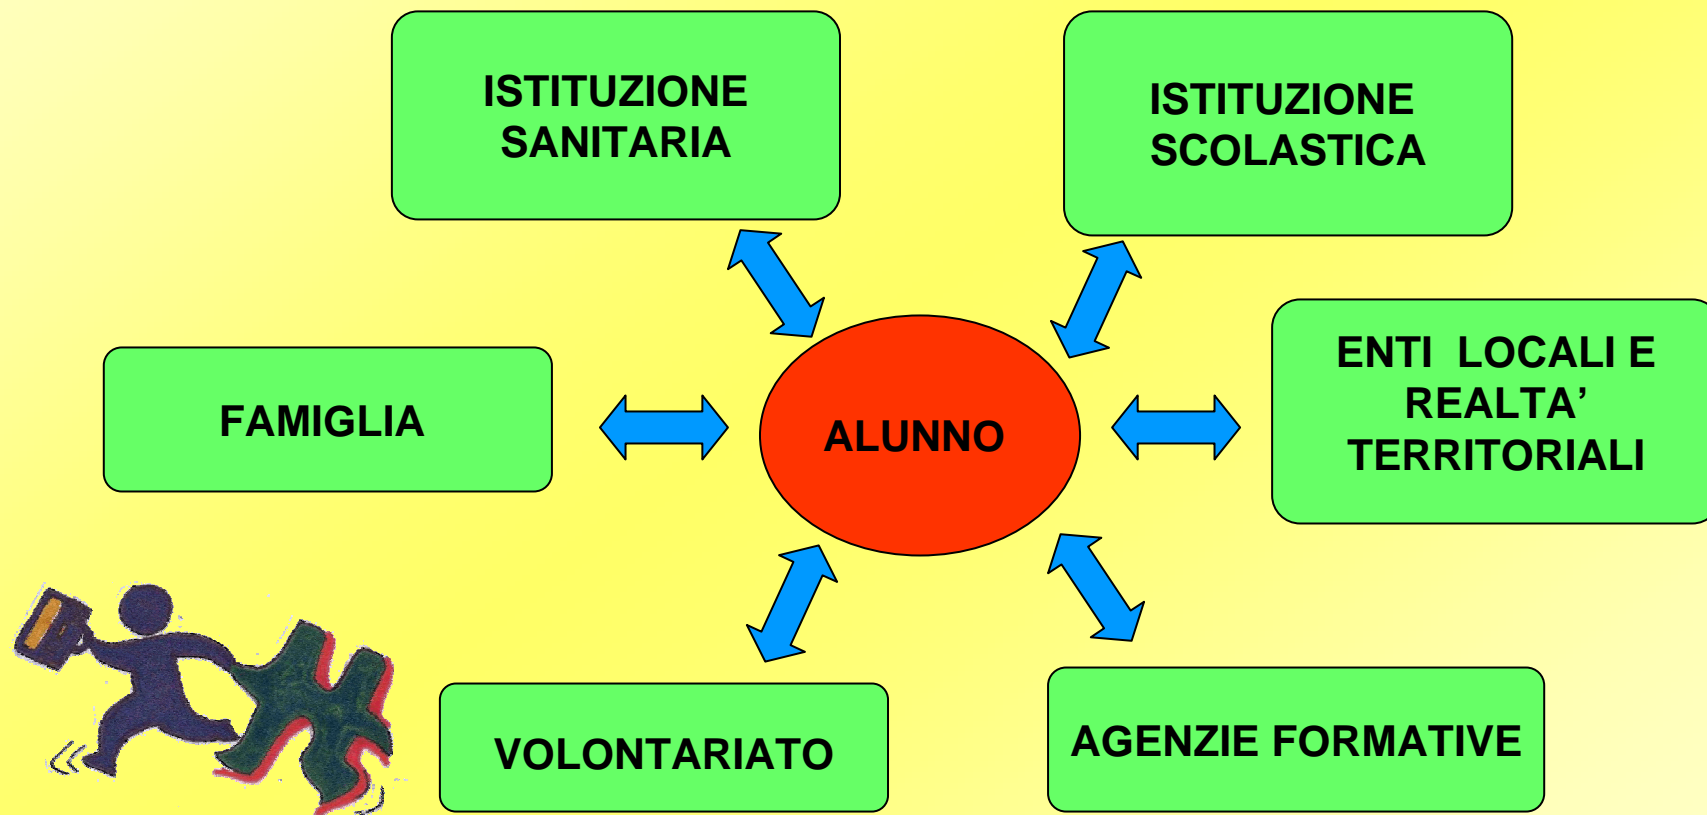 ISTITUZIONE
SANITARIA
ISTITUZIONE
SCOLASTICA
FAMIGLIA
ALUNNO
ENTI LOCALI E
REALTA’
TERRITORIALI
VOLONTARIATO
AGENZIE FORMATIVE